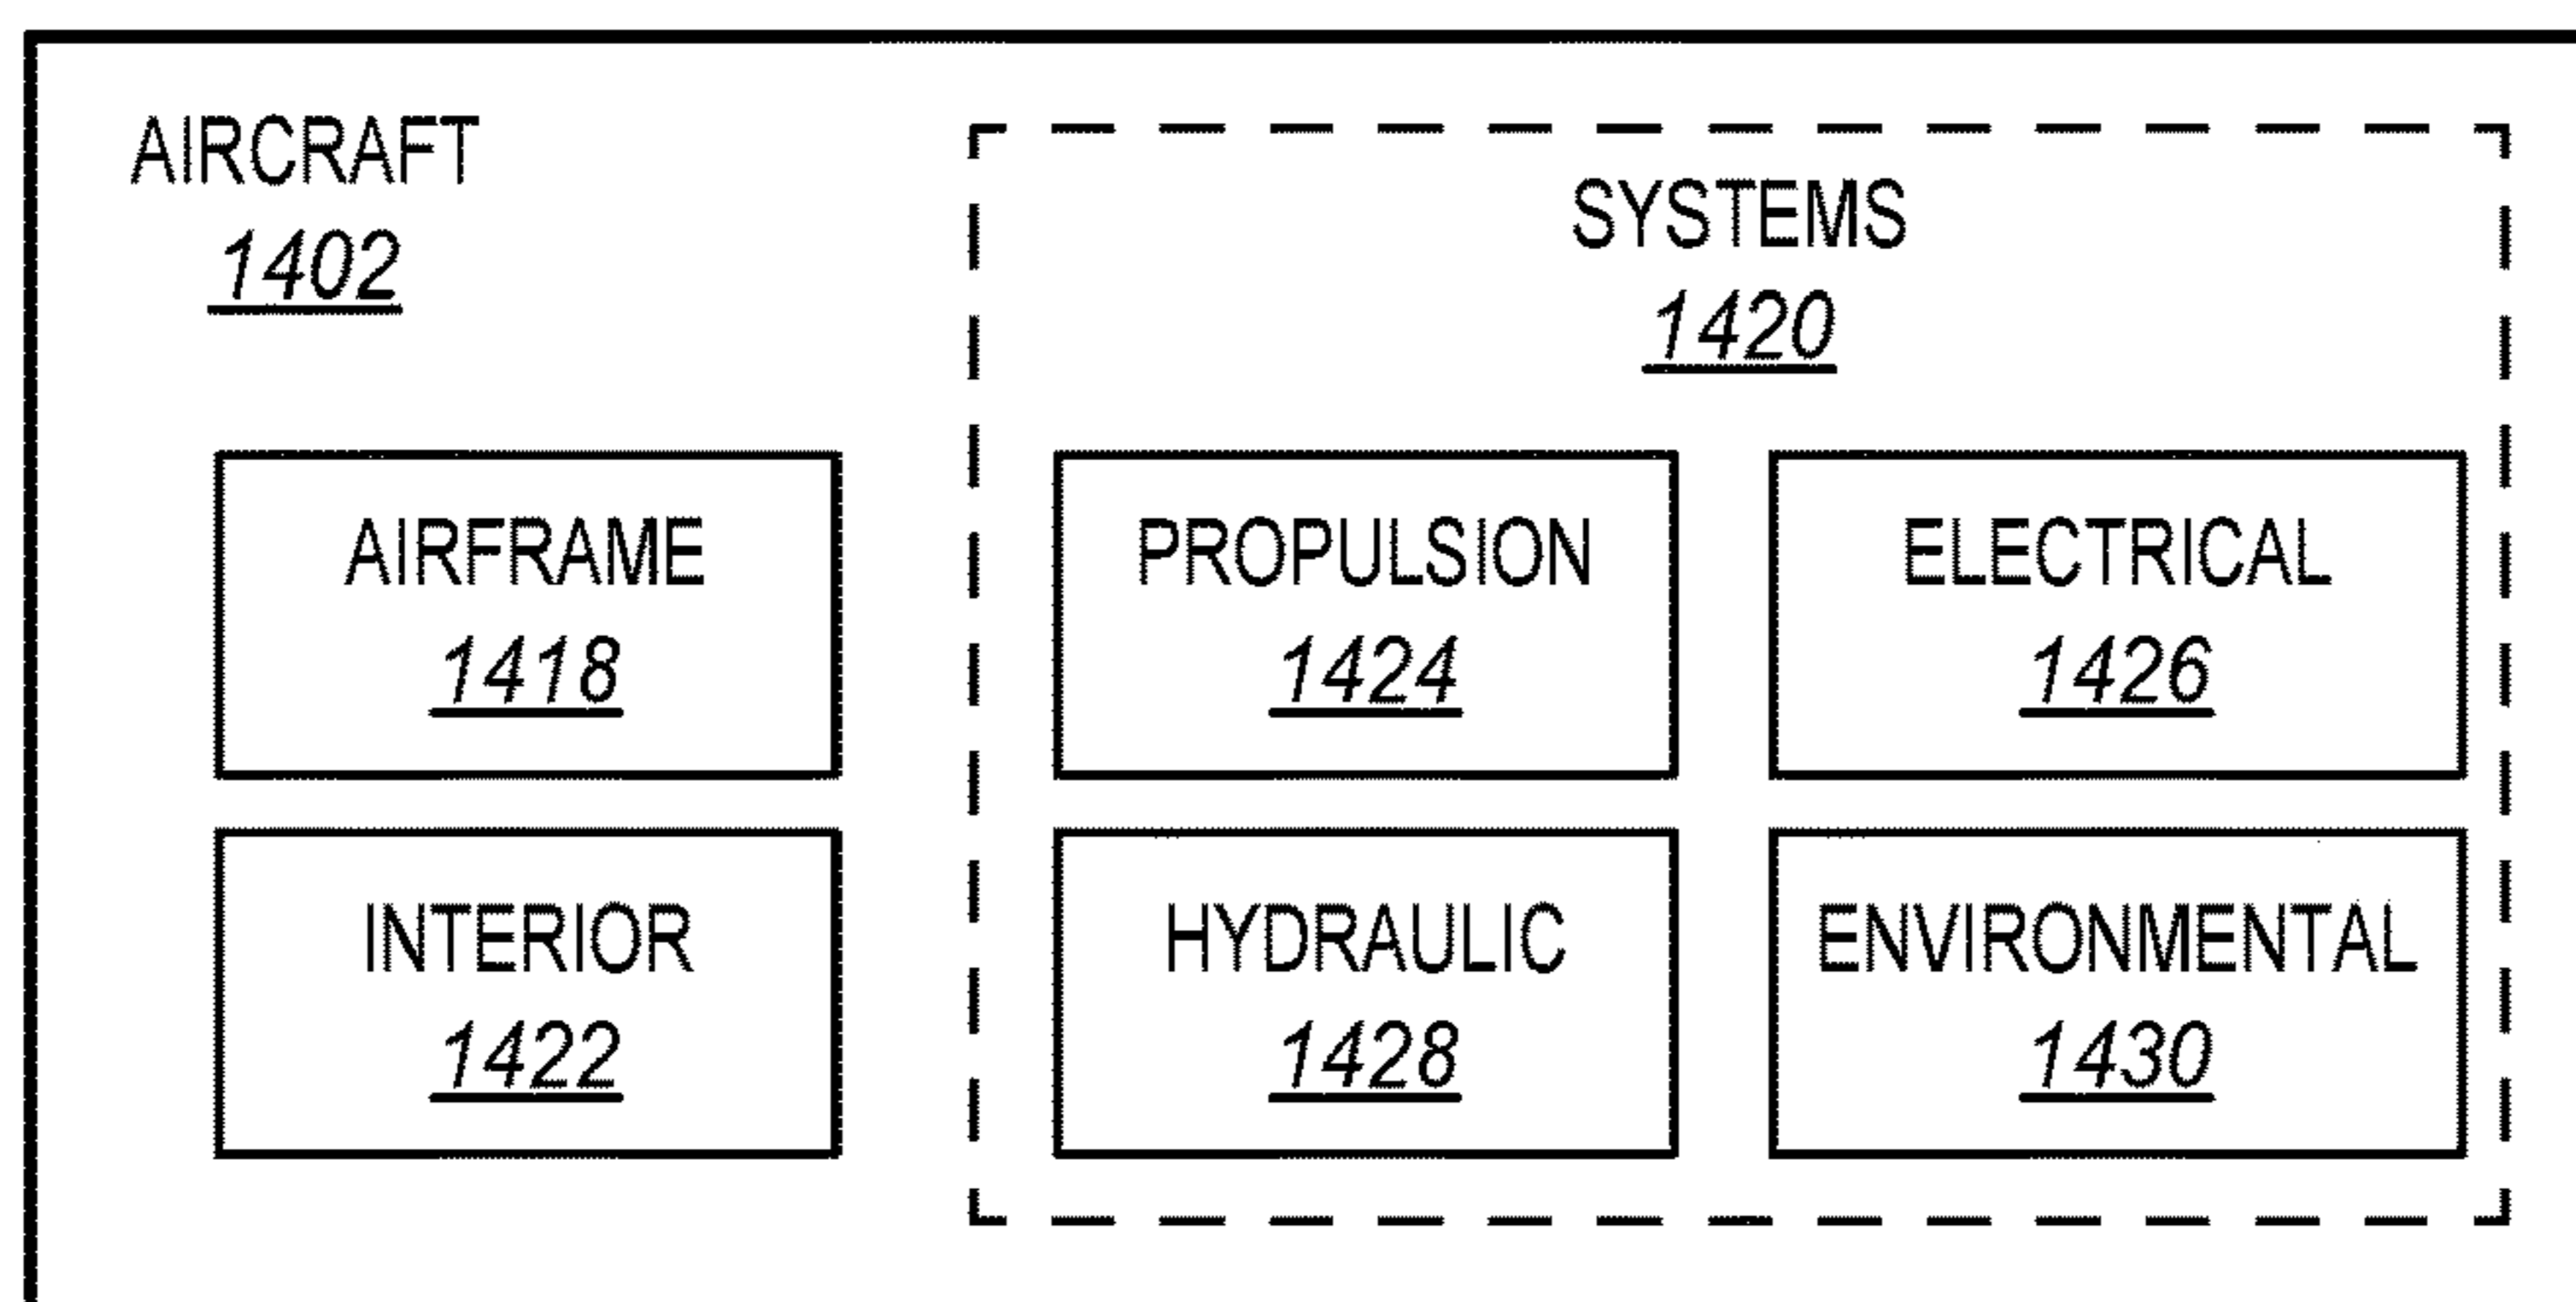 AIRCRAFT
1402
SYSTEMS
1420
AIRFRAME
1418
PROPULSION
1424
ELECTRICAL
1426
INTERIOR
1422
HYDRAULIC
1428
ENVIRONMENTAL
1430